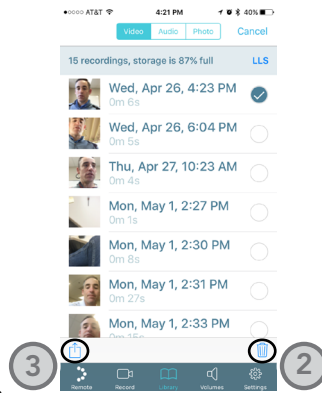 AT&T 4:21 PM 40%
Video Audio Photo Cancel
15 recordings, storage is 87% full LLS
Wed, Apr 26, 4:23 PM
0m 6s
Wed, Apr 26, 6:04 PM
0m 5s
Thu, Apr 27, 10:23 AM
0m 4s
Mon, May 1, 2:27 PM
0m 1s
Mon, May 1, 2:30 PM
0m 8s
Mon, May 1, 2:31 PM
0m 27s
Mon, May 1, 2:33 PM
0m 15s
3 2
Remote Record Library Volumes Settings